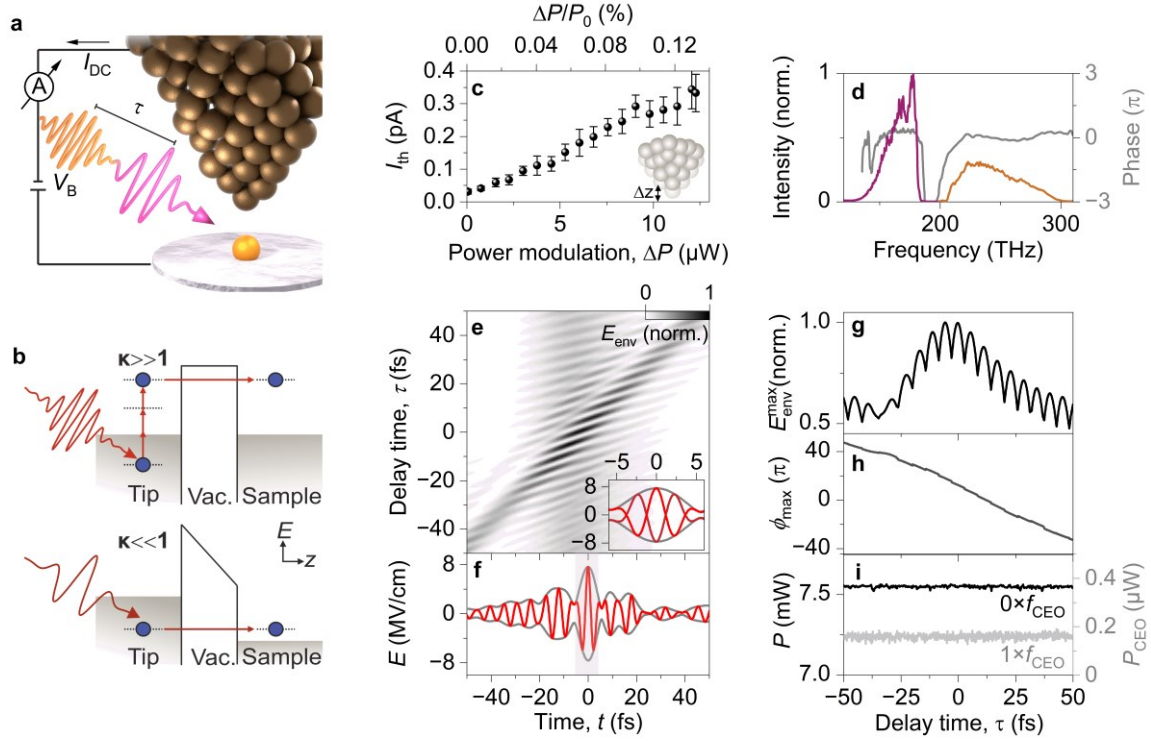 a
I_DC
A
τ
V_B
b
κ>>1
Tip
Vac.
Sample
κ<<1
E
z
Tip
Vac.
Sample
ΔP/P₀ (%)
0.00 0.04 0.08 0.12
c
I_th (pA)
0.4
0.3
0.2
0.1
0.0
Δz
0 5 10
Power modulation, ΔP (µW)
d
Intensity (norm.)
1
0
Phase (π)
3
0
−3
200 300
Frequency (THz)
e
0 1
E_env (norm.)
Delay time, τ (fs)
40
20
0
−20
−40
−5 0 5
8
0
−8
f
E (MV/cm)
8
0
−8
−40 −20 0 20 40
Time, t (fs)
g
E_env^max (norm.)
1.0
0.5
h
ϕ_max (π)
40
0
−40
i
P (mW)
7.5
7.0
0×f_CEO
1×f_CEO
P_CEO (µW)
0.4
0.2
0
−50 −25 0 25 50
Delay time, τ (fs)